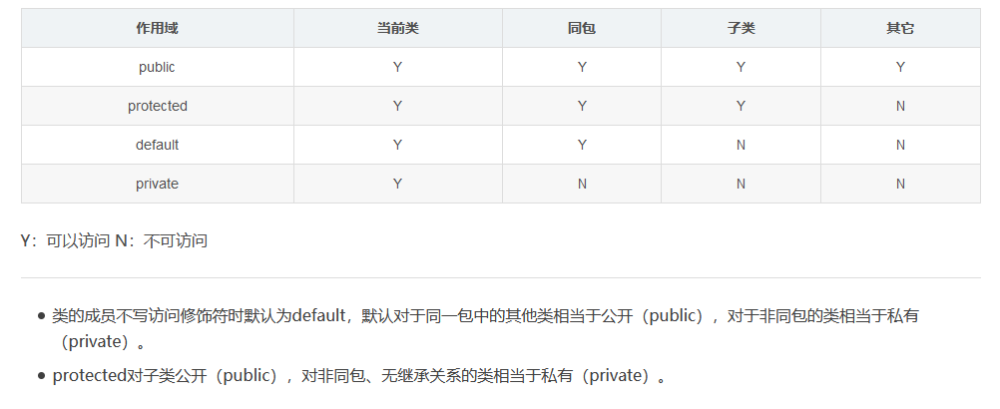 作用域 当前类 同包 子类 其它
public Y Y Y Y
protected Y Y Y N
default Y Y N N
private Y N N N
Y：可以访问 N：不可访问
类的成员不写访问修饰符时默认为default，默认对于同一包中的其他类相当于公开（public），对于非同包的类相当于私有
（private）。
protected对子类公开（public），对非同包、无继承关系的类相当于私有（private）。